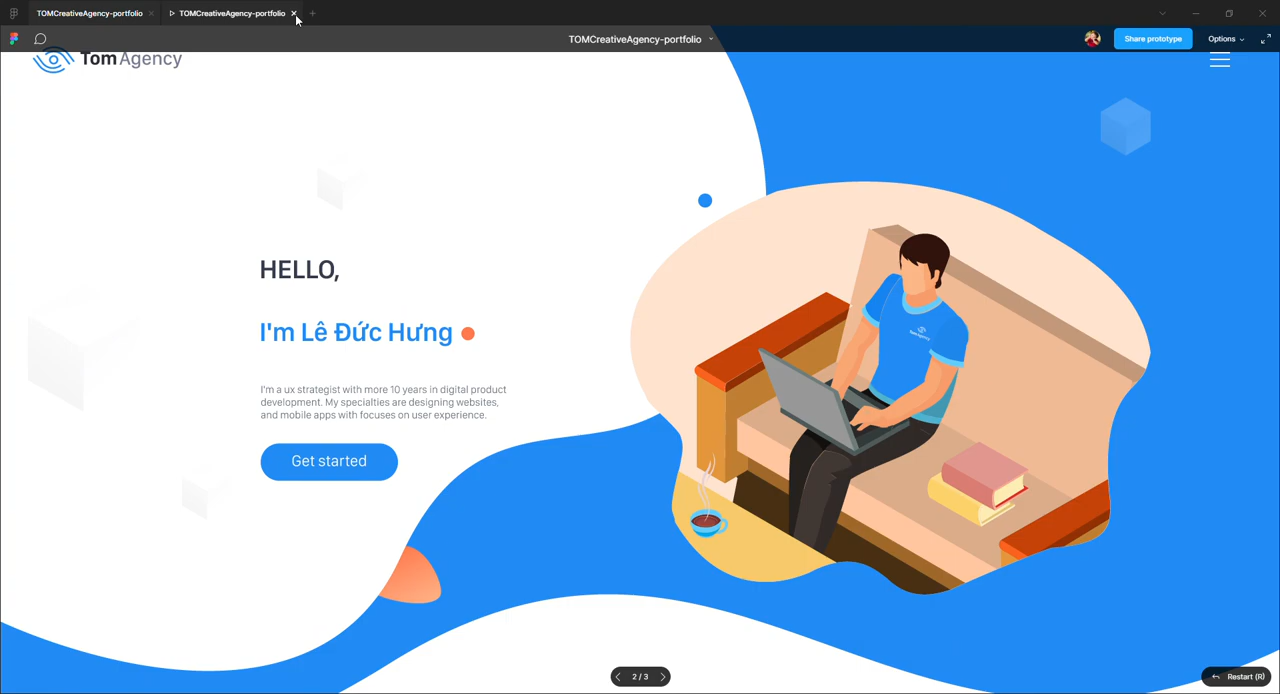 TOMCreativeAgency-portfolio
TOMCreativeAgency-portfolio
TOMCreativeAgency-portfolio
Share prototype
Options
Tom Agency
HELLO,
I'm Lê Đức Hưng
I'm a ux strategist with more 10 years in digital product
development. My specialties are designing websites,
and mobile apps with focuses on user experience.
Get started
TomAgency
2 / 3
Restart (R)